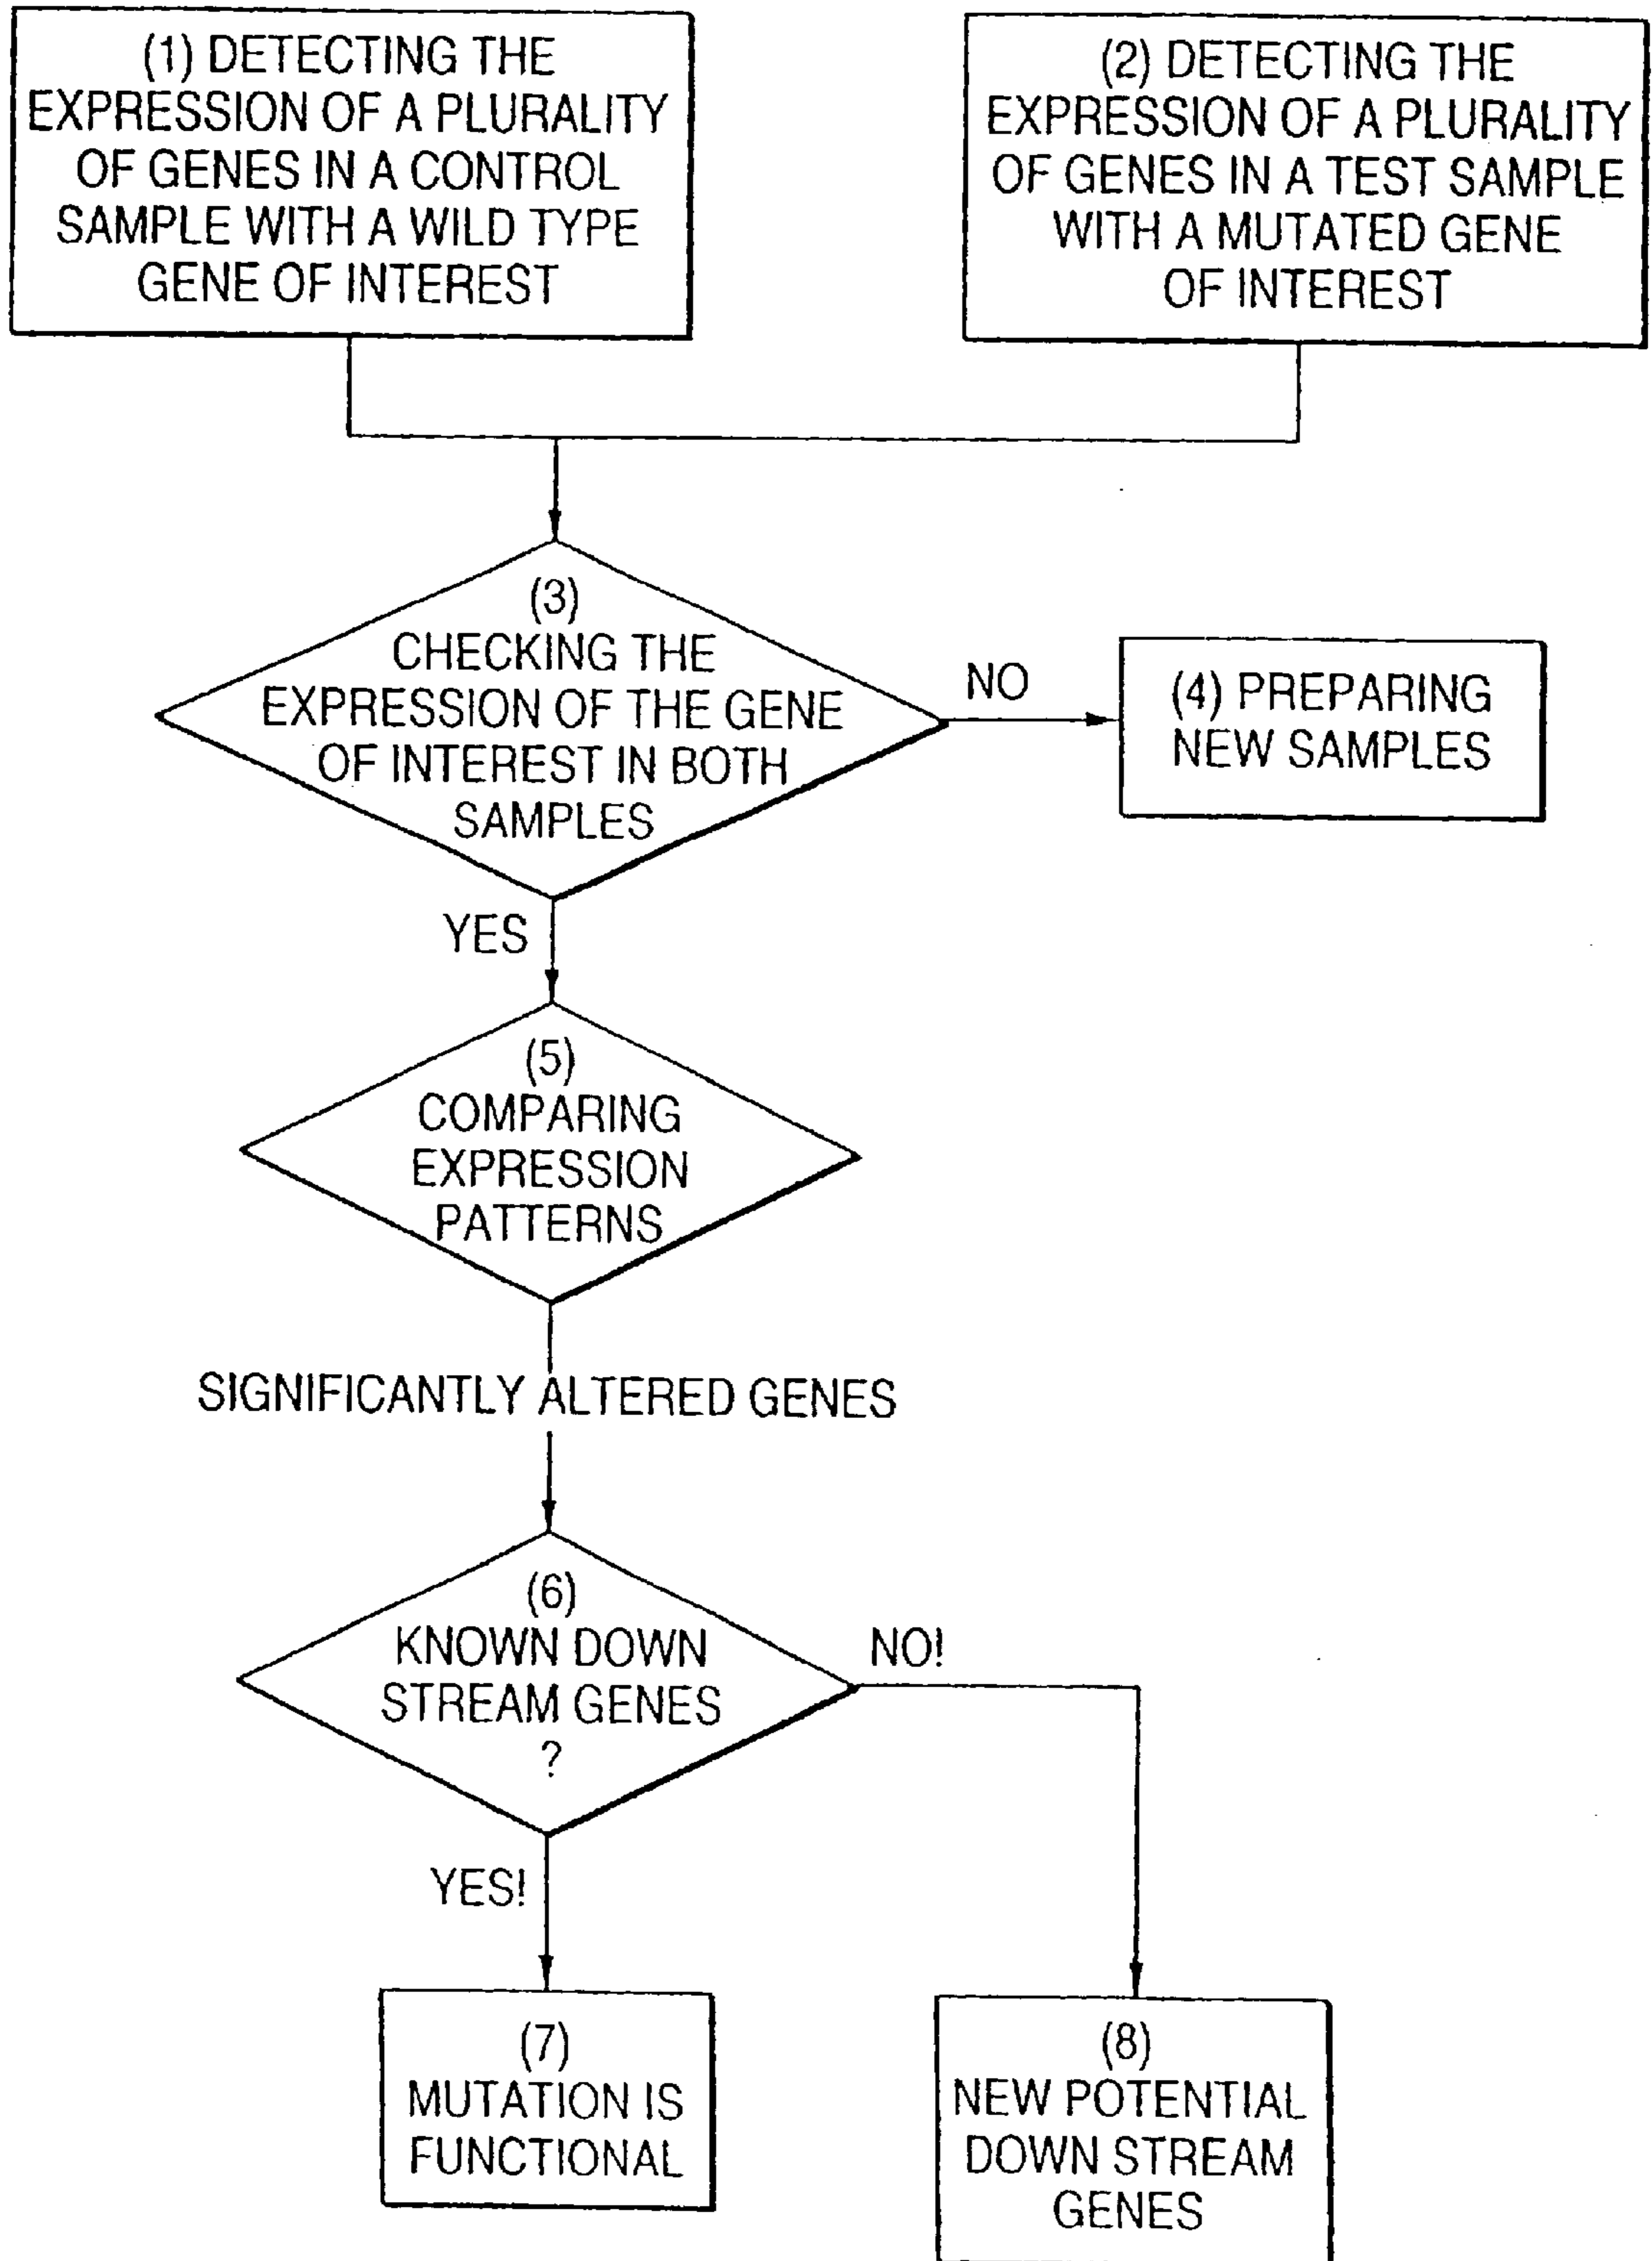 (1) DETECTING THE
EXPRESSION OF A PLURALITY
OF GENES IN A CONTROL
SAMPLE WITH A WILD TYPE
GENE OF INTEREST
(2) DETECTING THE
EXPRESSION OF A PLURALITY
OF GENES IN A TEST SAMPLE
WITH A MUTATED GENE
OF INTEREST
(3)
CHECKING THE
EXPRESSION OF THE GENE
OF INTEREST IN BOTH
SAMPLES
NO
(4) PREPARING
NEW SAMPLES
YES
(5)
COMPARING
EXPRESSION
PATTERNS
SIGNIFICANTLY ALTERED GENES
(6)
KNOWN DOWN
STREAM GENES
?
NO!
YES!
(7)
MUTATION IS
FUNCTIONAL
(8)
NEW POTENTIAL
DOWN STREAM
GENES